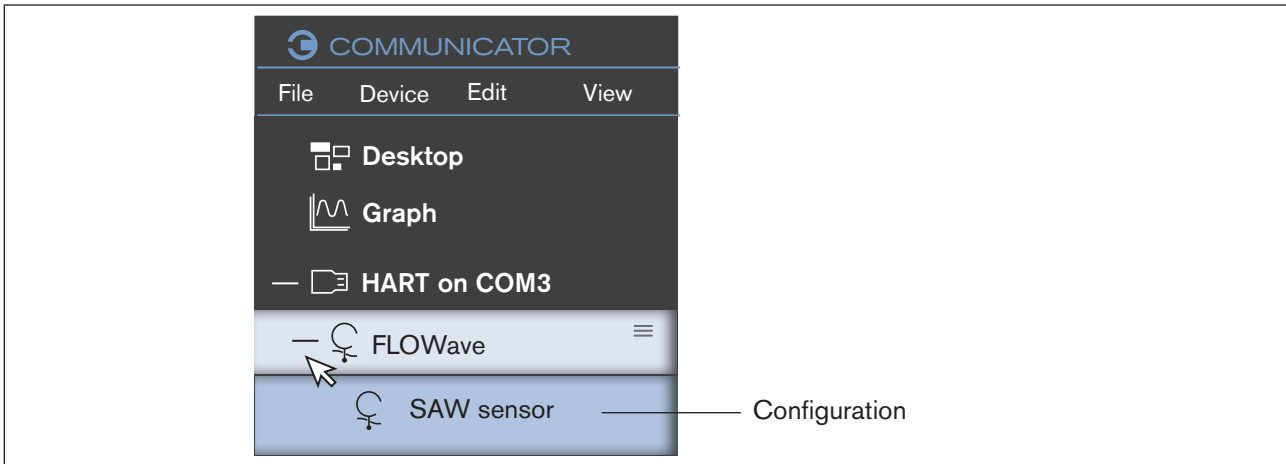 COMMUNICATOR
File Device Edit View
Desktop
Graph
HART on COM3
FLOWave
SAW sensor Configuration